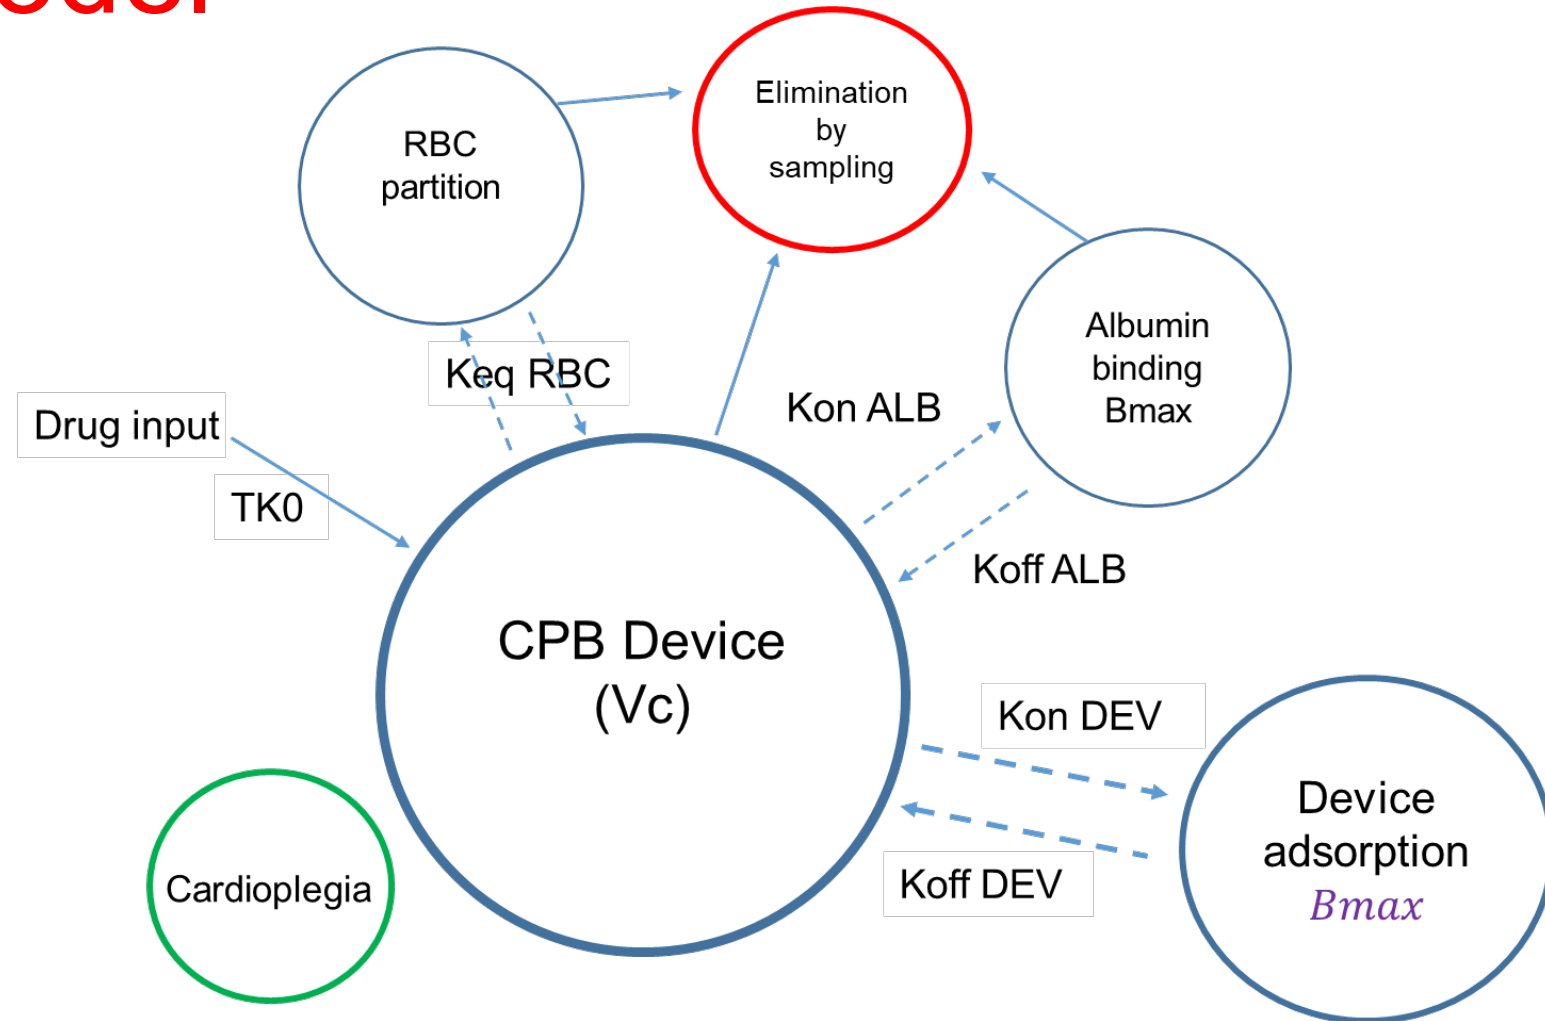 Elimination
by
sampling
RBC
partition
Albumin
binding
Bmax
Keq RBC
Kon ALB
Drug input
TK0
Koff ALB
CPB Device
(Vc)
Kon DEV
Device
adsorption
Bmax
Koff DEV
Cardioplegia